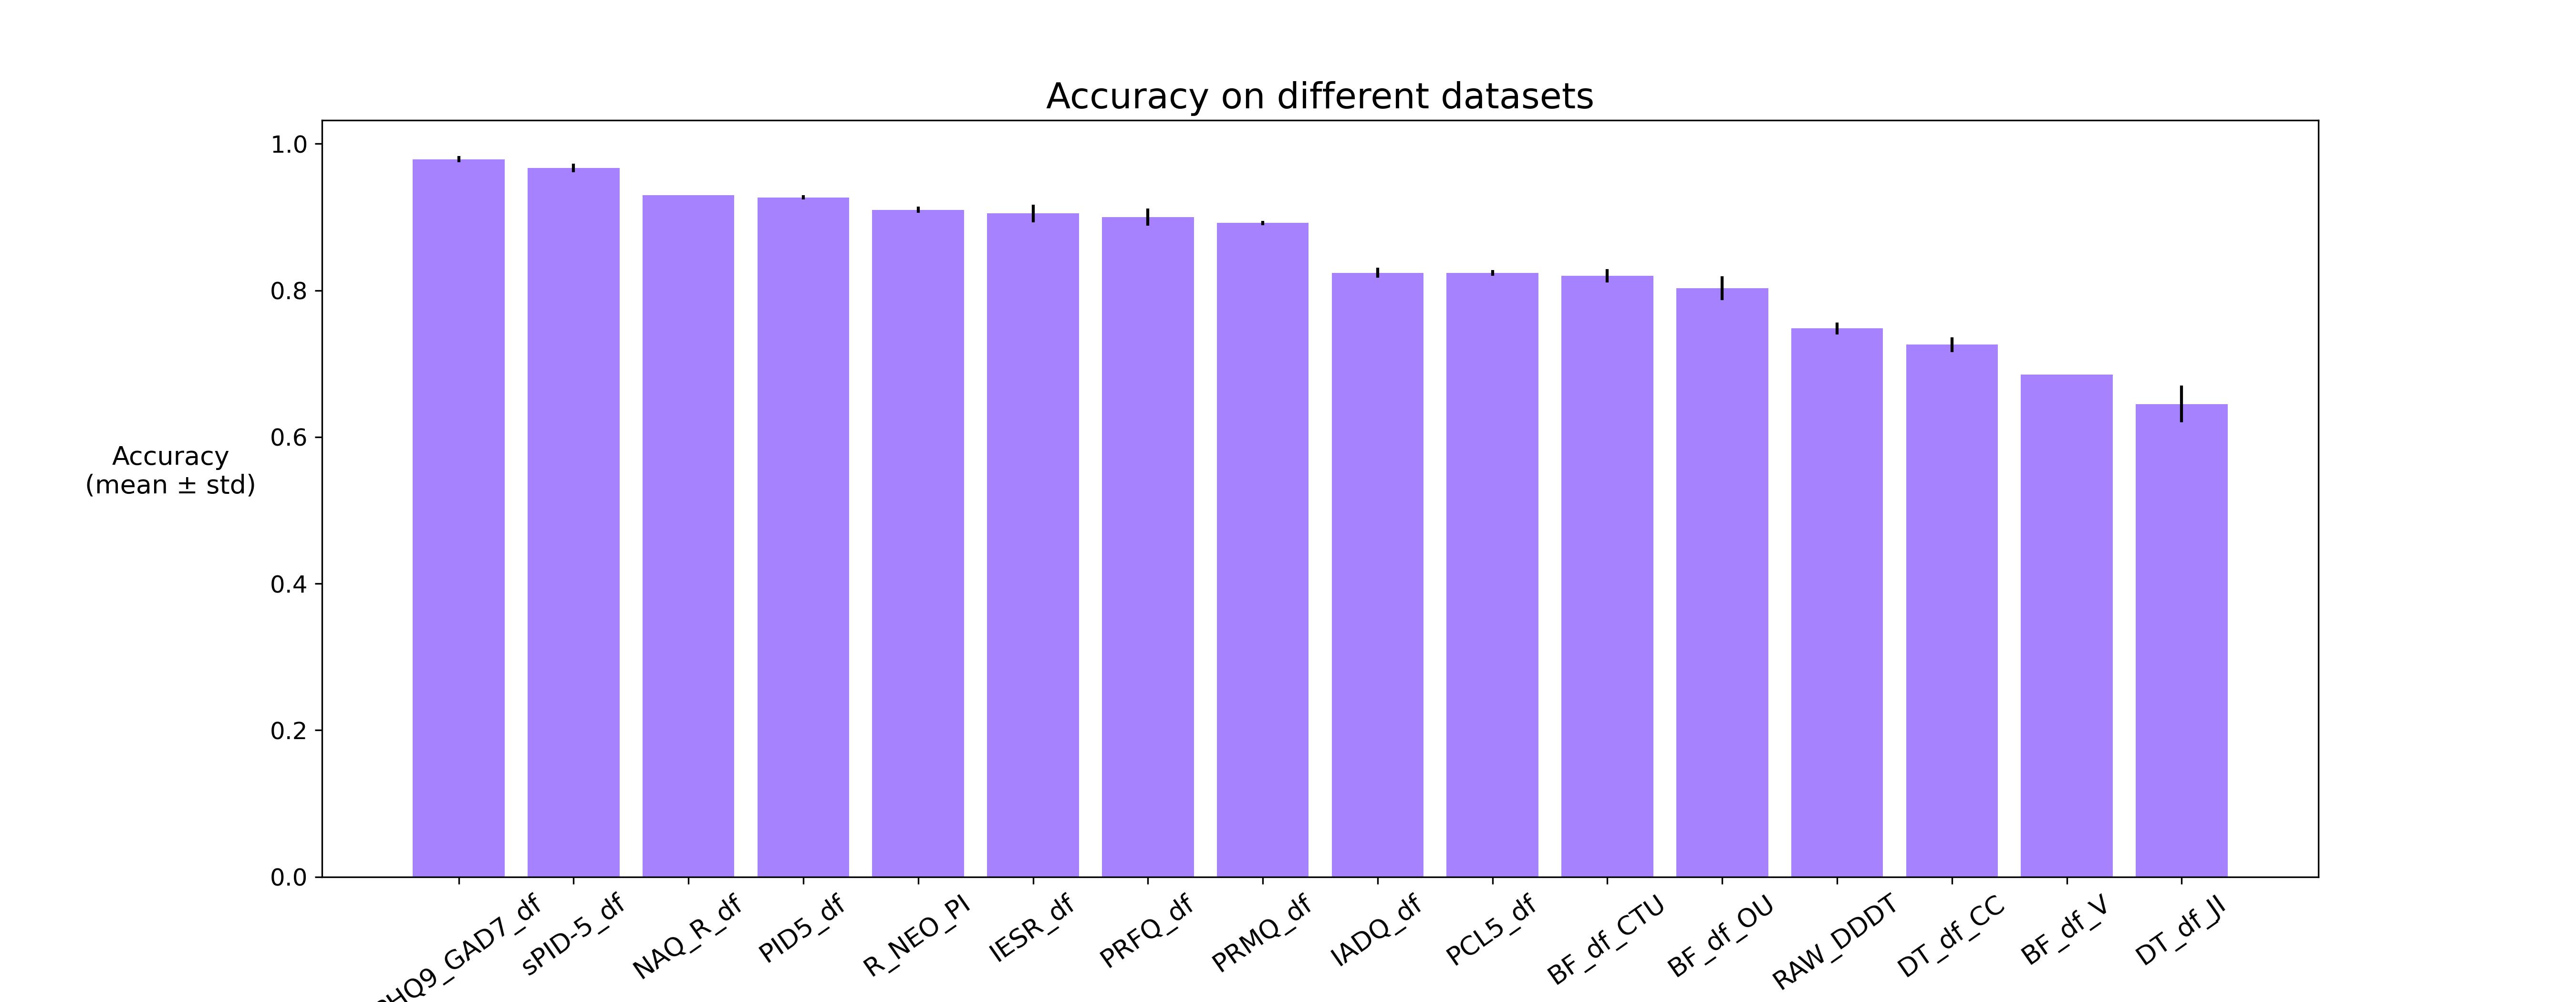 Accuracy on different datasets
1.0
0.8
0.6
0.4
0.2
0.0
Accuracy
(mean ± std)
HQ9_GAD7_df
sPID-5_df
NAQ_R_df
PID5_df
R_NEO_PI
IESR_df
PRFQ_df
PRMQ_df
IADQ_df
PCL5_df
BF_df_CTU
BF_df_OU
RAW_DDDT
DT_df_CC
BF_df_V
DT_df_JI